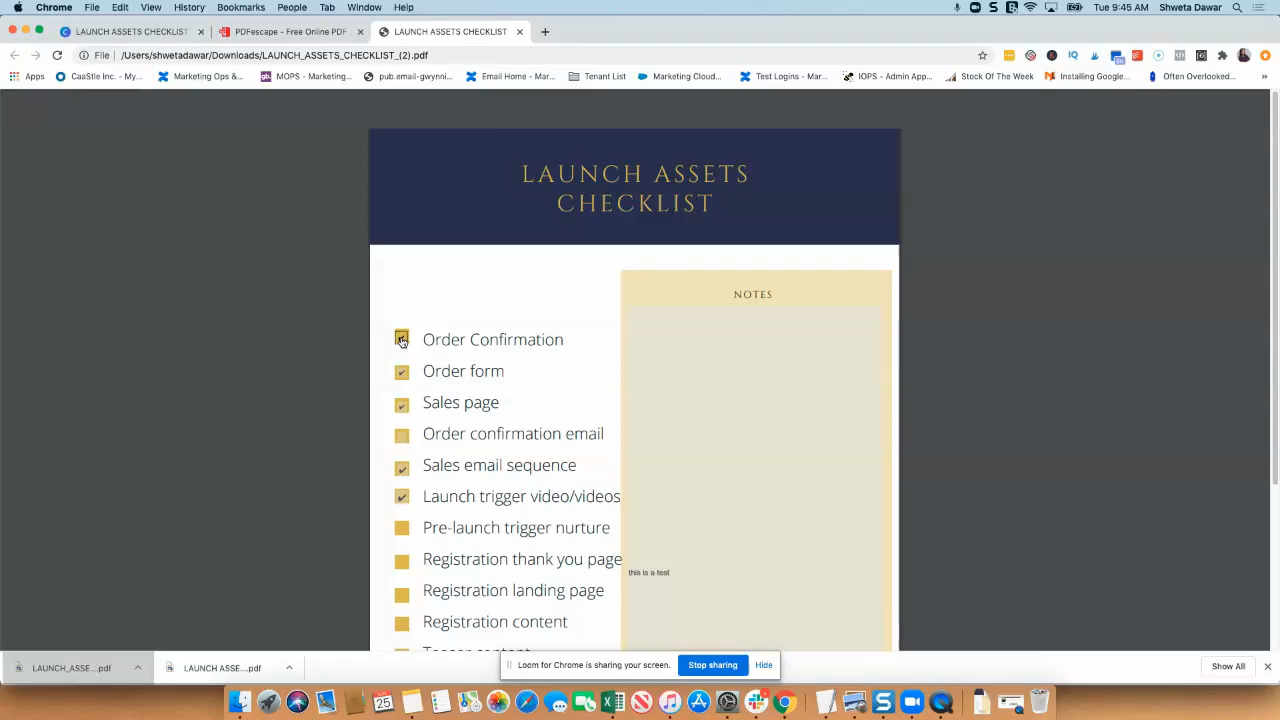 Chrome File Edit View History Bookmarks People Tab Window Help
Tue 9:45 AM Shweta Dawar
LAUNCH ASSETS CHECKLIST
PDFescape - Free Online PDF
LAUNCH ASSETS CHECKLIST
File /Users/shwetadawar/Downloads/LAUNCH_ASSETS_CHECKLIST_(2).pdf
Apps CaaStle Inc. - My... Marketing Ops &... MOPS - Marketing... pub.email-gwynni... Email Home - Mar... Tenant List Marketing Cloud... Test Logins - Mar... IOPS - Admin App... Stock Of The Week Installing Google... Often Overlooked... »
LAUNCH ASSETS
CHECKLIST
NOTES
Order Confirmation
Order form
Sales page
Order confirmation email
Sales email sequence
Launch trigger video/videos
Pre-launch trigger nurture
Registration thank you page
this is a test
Registration landing page
Registration content
Teaser content
LAUNCH_ASSE....pdf
LAUNCH ASSE....pdf
Loom for Chrome is sharing your screen.
Stop sharing
Hide
Show All